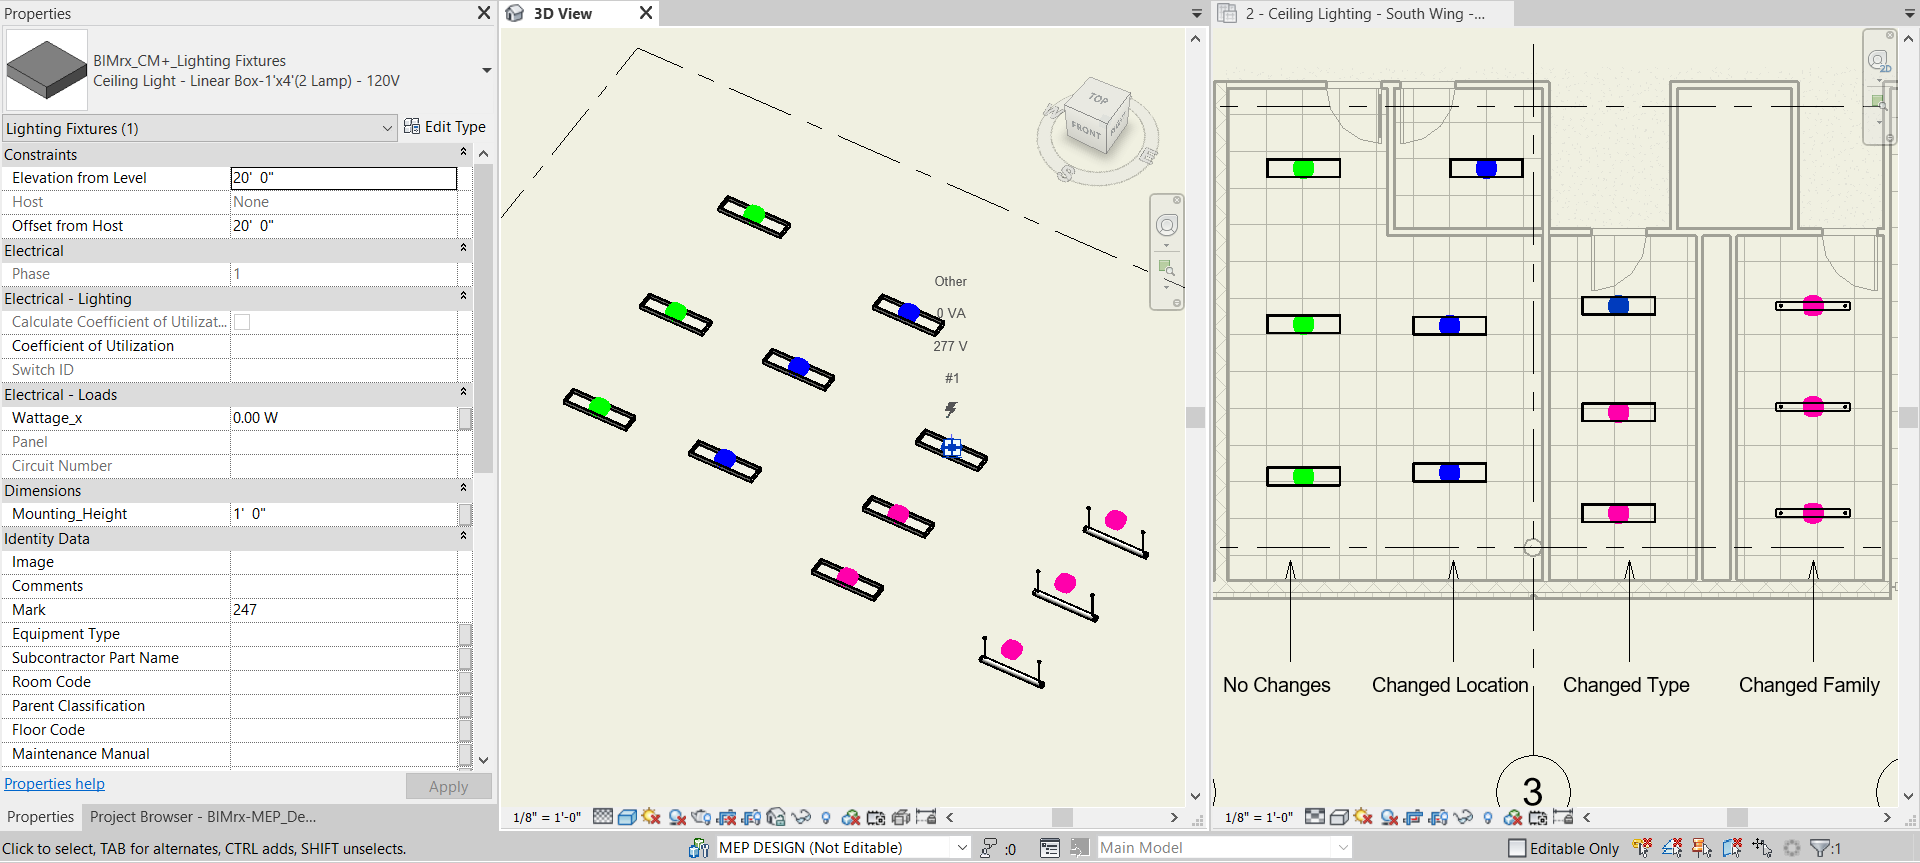 Properties
BIMrx_CM+_Lighting Fixtures
Ceiling Light - Linear Box-1'x4'(2 Lamp) - 120V
Lighting Fixtures (1)
Edit Type
Constraints
Elevation from Level
20' 0"
Host
None
Offset from Host
20' 0"
Electrical
Phase
1
Electrical - Lighting
Calculate Coefficient of Utilizat...
Coefficient of Utilization
Switch ID
Electrical - Loads
Wattage_x
0.00 W
Panel
Circuit Number
Dimensions
Mounting_Height
1' 0"
Identity Data
Image
Comments
Mark
247
Equipment Type
Subcontractor Part Name
Room Code
Parent Classification
Floor Code
Maintenance Manual
Properties help
Apply
Properties
Project Browser - BIMrx-MEP_De...
3D View
TOP
FRONT
S
Other
0 VA
277 V
#1
1/8" = 1'-0"
2 - Ceiling Lighting - South Wing -...
2D
No Changes
Changed Location
Changed Type
Changed Family
3
1/8" = 1'-0"
Click to select, TAB for alternates, CTRL adds, SHIFT unselects.
MEP DESIGN (Not Editable)
:0
Main Model
Editable Only
:1